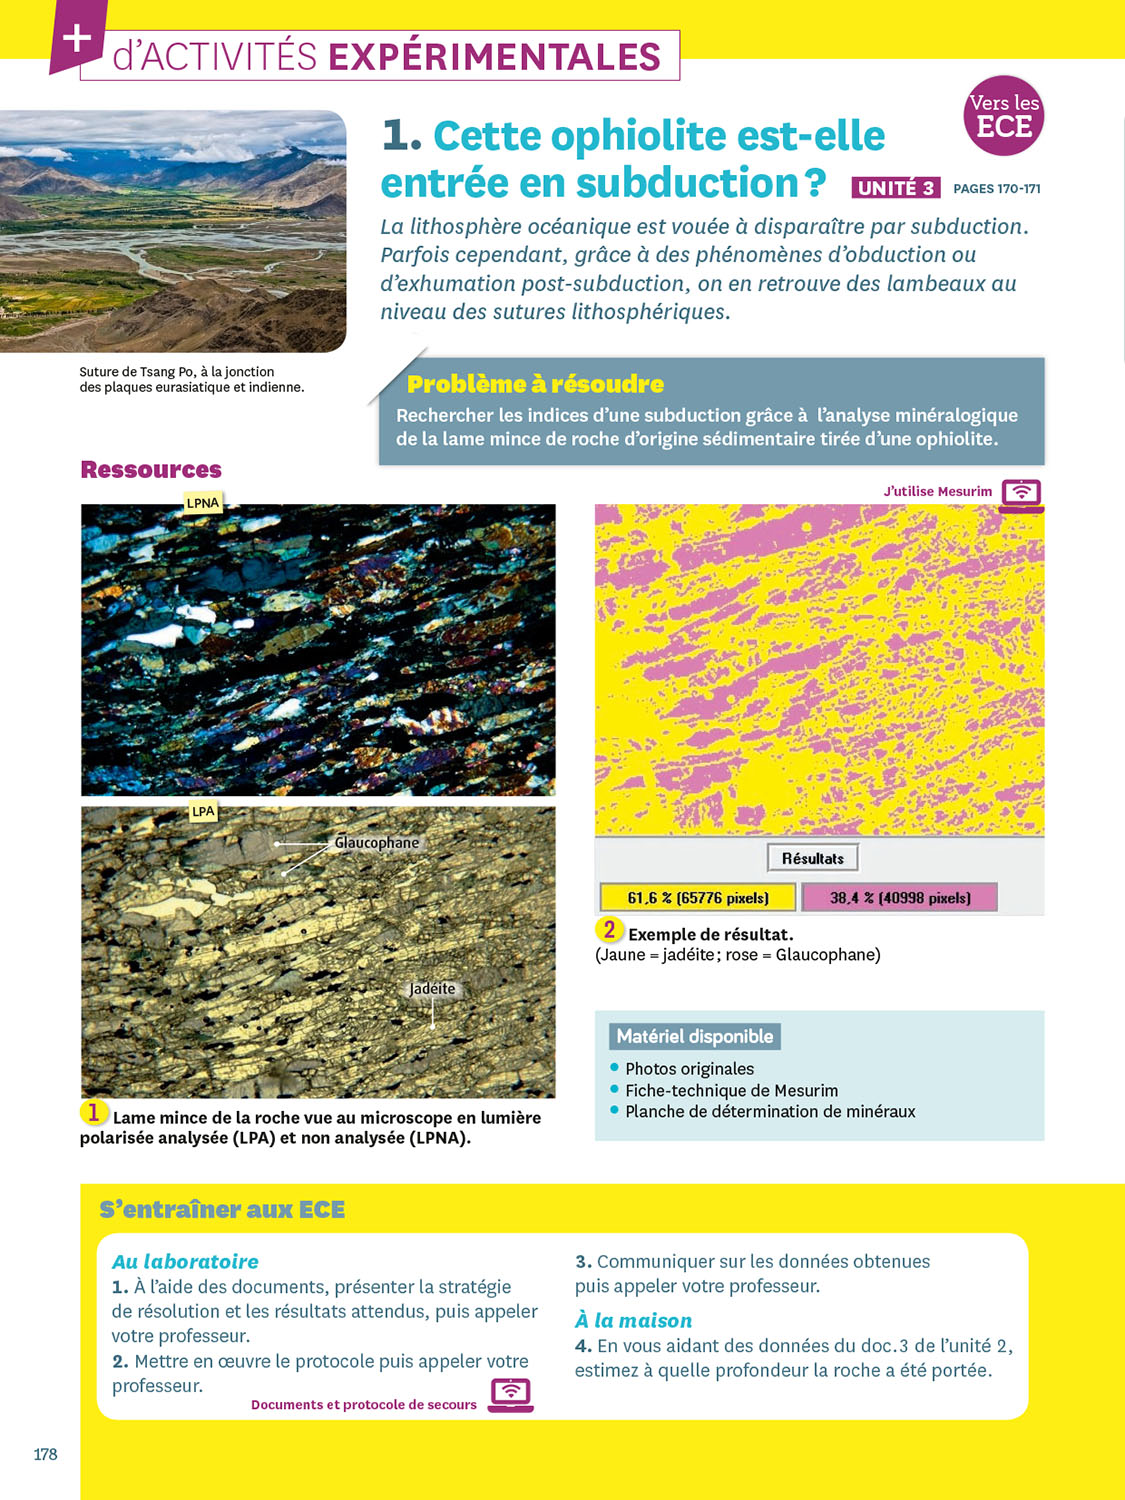 +
d'ACTIVITÉS EXPÉRIMENTALES
Vers les
ECE
1. Cette ophiolite est-elle
entrée en subduction ?
UNITÉ 3 PAGES 170-171
La lithosphère océanique est vouée à disparaître par subduction.
Parfois cependant, grâce à des phénomènes d'obduction ou
d'exhumation post-subduction, on en retrouve des lambeaux au
niveau des sutures lithosphériques.
Suture de Tsang Po, à la jonction
des plaques eurasiatique et indienne.
Problème à résoudre
Rechercher les indices d'une subduction grâce à l'analyse minéralogique
de la lame mince de roche d'origine sédimentaire tirée d'une ophiolite.
Ressources
LPNA
LPA
Glaucophane
Jadéite
1 Lame mince de la roche vue au microscope en lumière
polarisée analysée (LPA) et non analysée (LPNA).
J'utilise Mesurim
Résultats
61,6 % (65776 pixels)
38,4 % (40998 pixels)
2 Exemple de résultat.
(Jaune = jadéite ; rose = Glaucophane)
Matériel disponible
• Photos originales
• Fiche-technique de Mesurim
• Planche de détermination de minéraux
S'entraîner aux ECE
Au laboratoire
1. À l'aide des documents, présenter la stratégie
de résolution et les résultats attendus, puis appeler
votre professeur.
2. Mettre en œuvre le protocole puis appeler votre
professeur.
Documents et protocole de secours
3. Communiquer sur les données obtenues
puis appeler votre professeur.
À la maison
4. En vous aidant des données du doc.3 de l'unité 2,
estimez à quelle profondeur la roche a été portée.
178